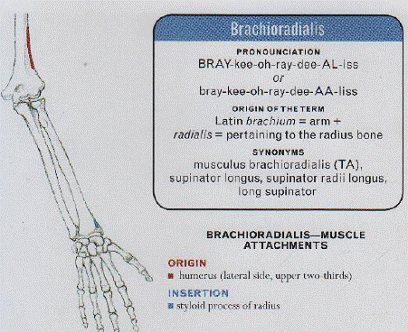 Brachioradialis
PRONOUNCIATION
BRAY-kee-oh-ray-dee-AL-iss
or
bray-kee-oh-ray-dee-AA-liss
ORIGIN OF THE TERM
Latin brachium = arm +
radialis = pertaining to the radius bone
SYNONYMS
musculus brachioradialis (TA),
supinator longus, supinator radii longus,
long supinator
BRACHIORADIALIS—MUSCLE
ATTACHMENTS
ORIGIN
■ humerus (lateral side, upper two-thirds)
INSERTION
■ styloid process of radius